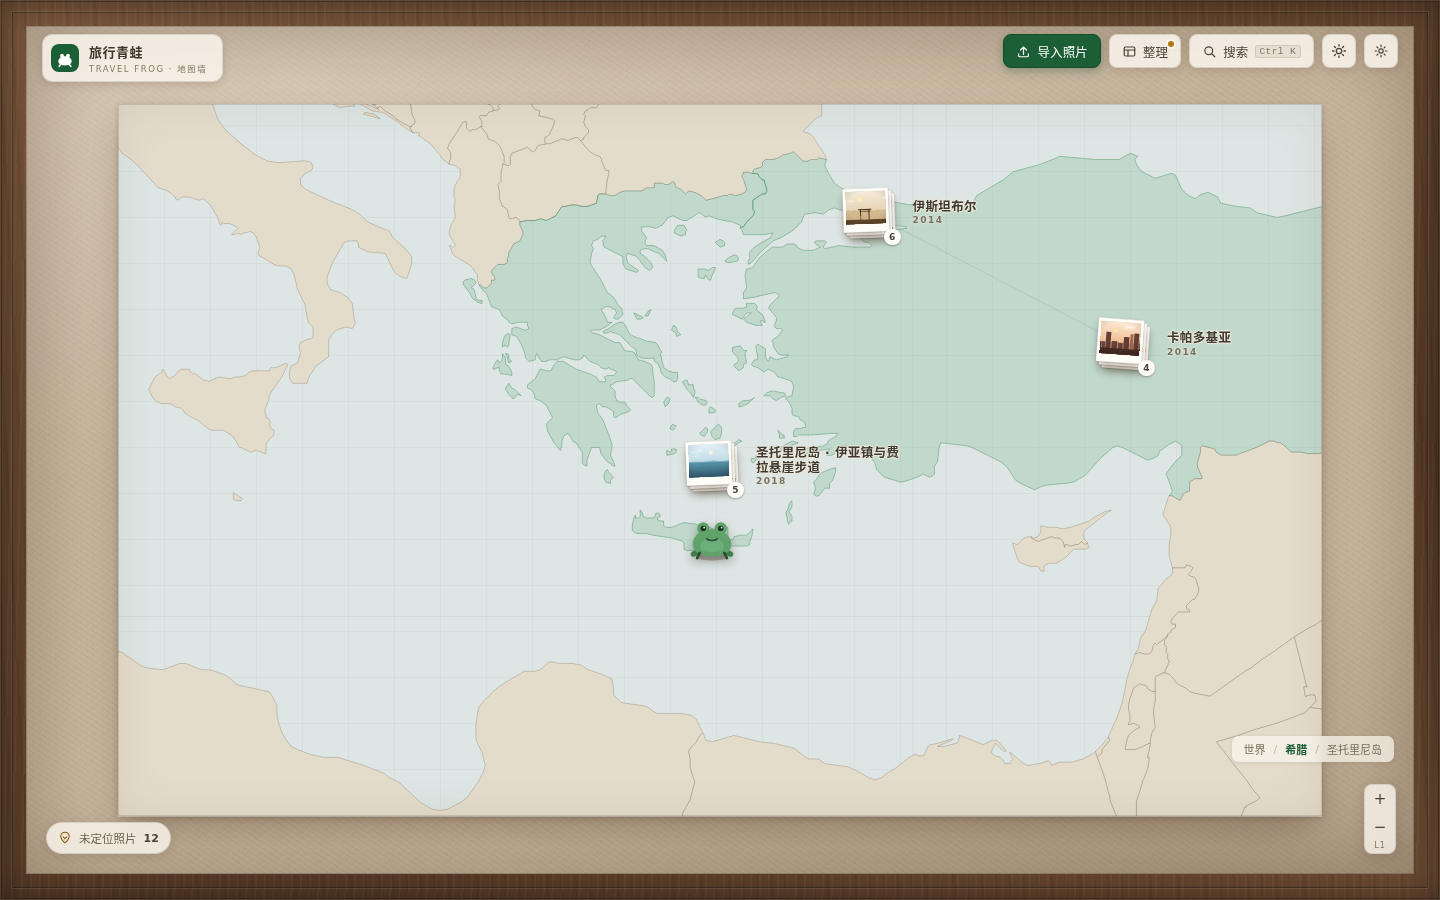 旅行青蛙
TRAVEL FROG · 地图墙
导入照片
整理
搜索 Ctrl K
伊斯坦布尔
2014
6
卡帕多基亚
2014
4
圣托里尼岛 · 伊亚镇与费
拉悬崖步道
2018
5
世界 / 希腊 / 圣托里尼岛
+
−
L1
未定位照片 12